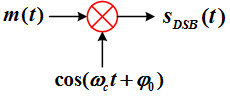 m(t) s_DSB(t)
cos(ω_c t + φ_0)